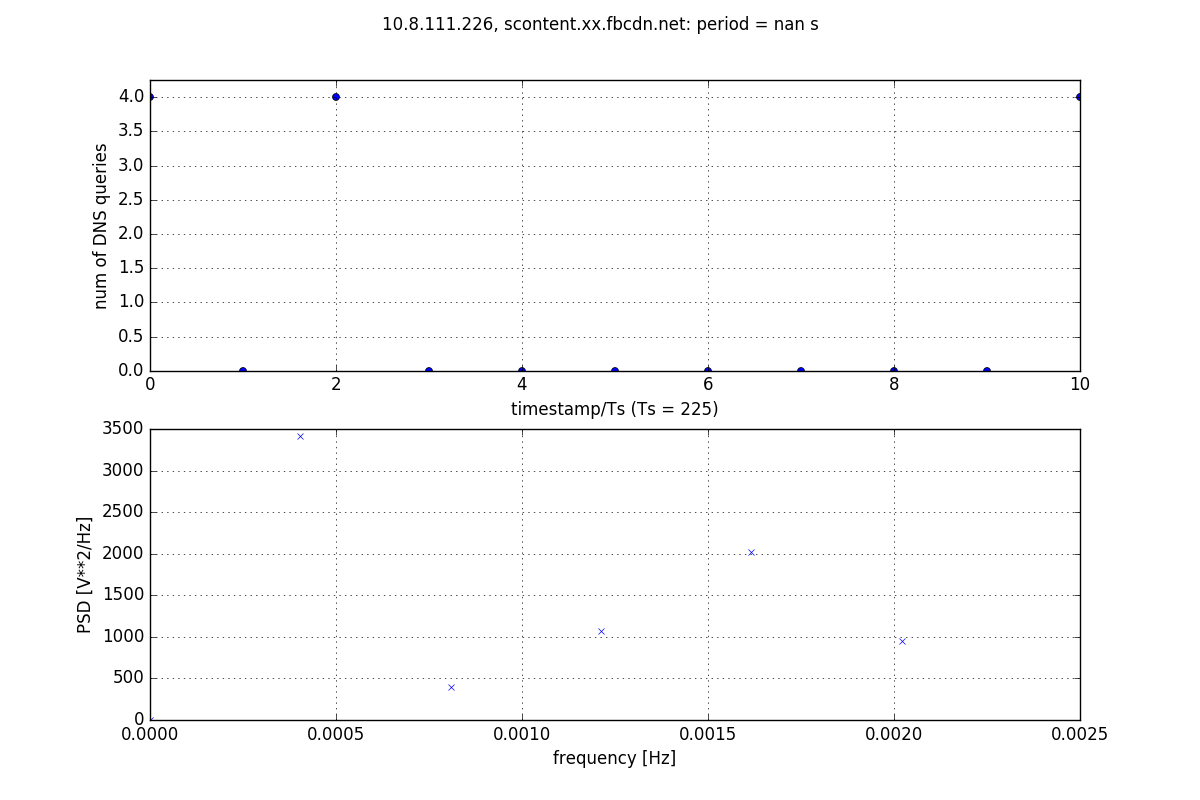 10.8.111.226, scontent.xx.fbcdn.net: period = nan s
4.0
3.5
3.0
2.5
2.0
1.5
1.0
0.5
0.0
num of DNS queries
0 2 4 6 8 10
timestamp/Ts (Ts = 225)
3500
3000
2500
2000
1500
1000
500
0
PSD [V**2/Hz]
0.0000 0.0005 0.0010 0.0015 0.0020 0.0025
frequency [Hz]